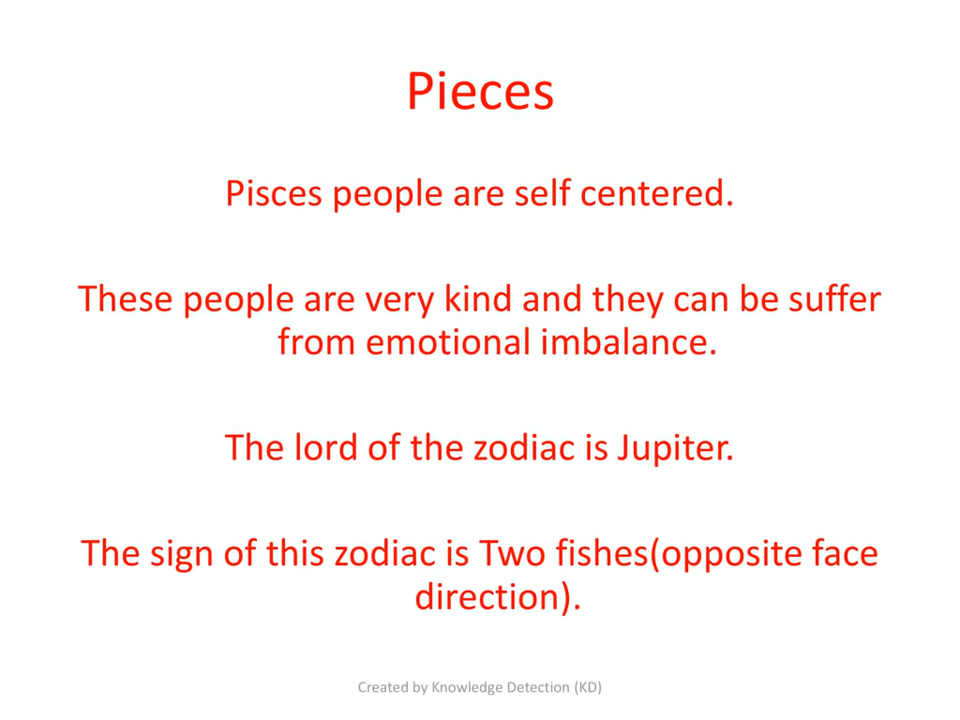 Pieces
Pisces people are self centered.
These people are very kind and they can be suffer
from emotional imbalance.
The lord of the zodiac is Jupiter.
The sign of this zodiac is Two fishes(opposite face
direction).
Created by Knowledge Detection (KD)